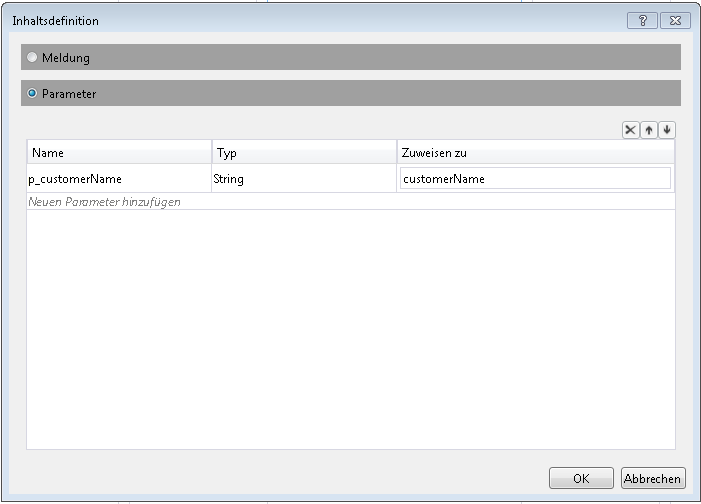 Inhaltsdefinition
Meldung
Parameter
Name Typ Zuweisen zu
p_customerName String customerName
Neuen Parameter hinzufügen
OK Abbrechen